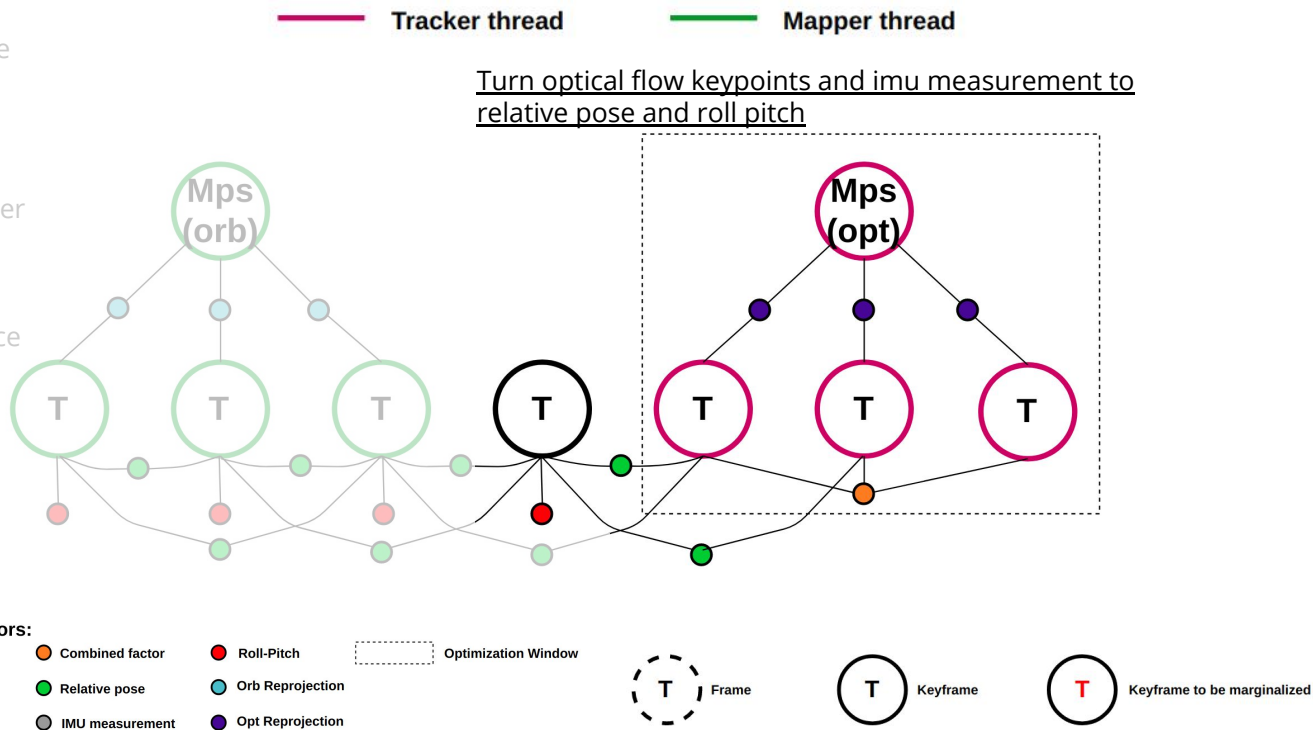 Tracker thread
Mapper thread
Turn optical flow keypoints and imu measurement to
relative pose and roll pitch
Mps
(orb)
Mps
(opt)
T
T
T
T
T
T
T
Combined factor
Roll-Pitch
Optimization Window
Relative pose
Orb Reprojection
IMU measurement
Opt Reprojection
T
Frame
T
Keyframe
T
Keyframe to be marginalized